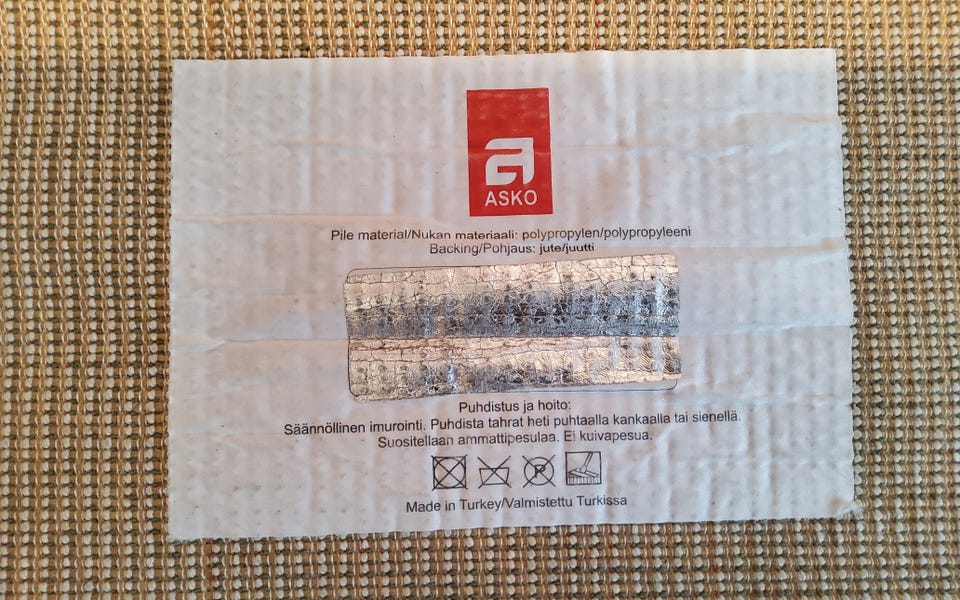 ASKO
Pile material/Nukan materiaali: polypropylen/polypropyleeni
Backing/Pohjaus: jute/juutti
Puhdistus ja hoito:
Säännöllinen imurointi. Puhdista tahrat heti puhtaalla kankaalla tai sienellä.
Suositellaan ammattipesulaa. Ei kuivapesua.
P
Made in Turkey/Valmistettu Turkissa